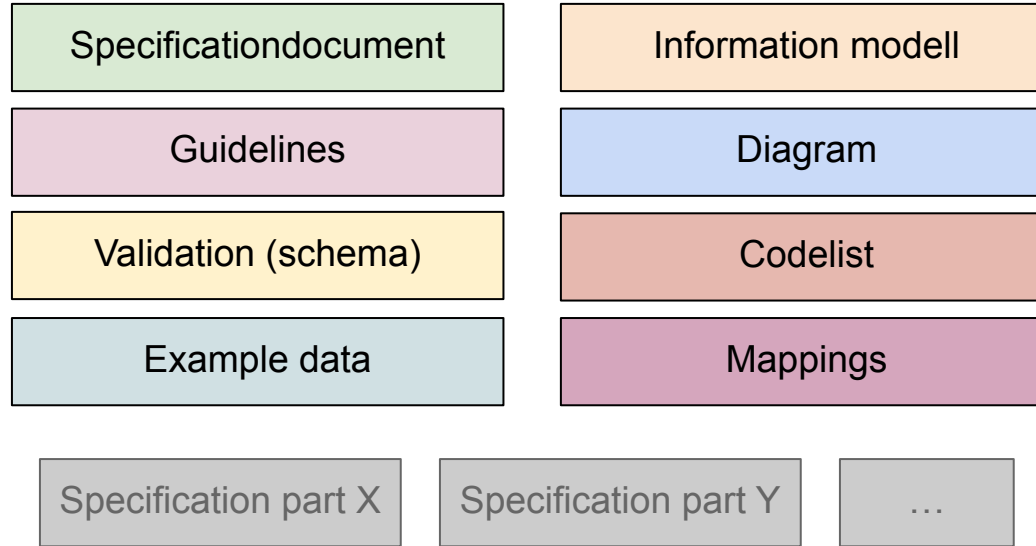 Specificationdocument
Information modell
Guidelines
Diagram
Validation (schema)
Codelist
Example data
Mappings
Specification part X
Specification part Y
…